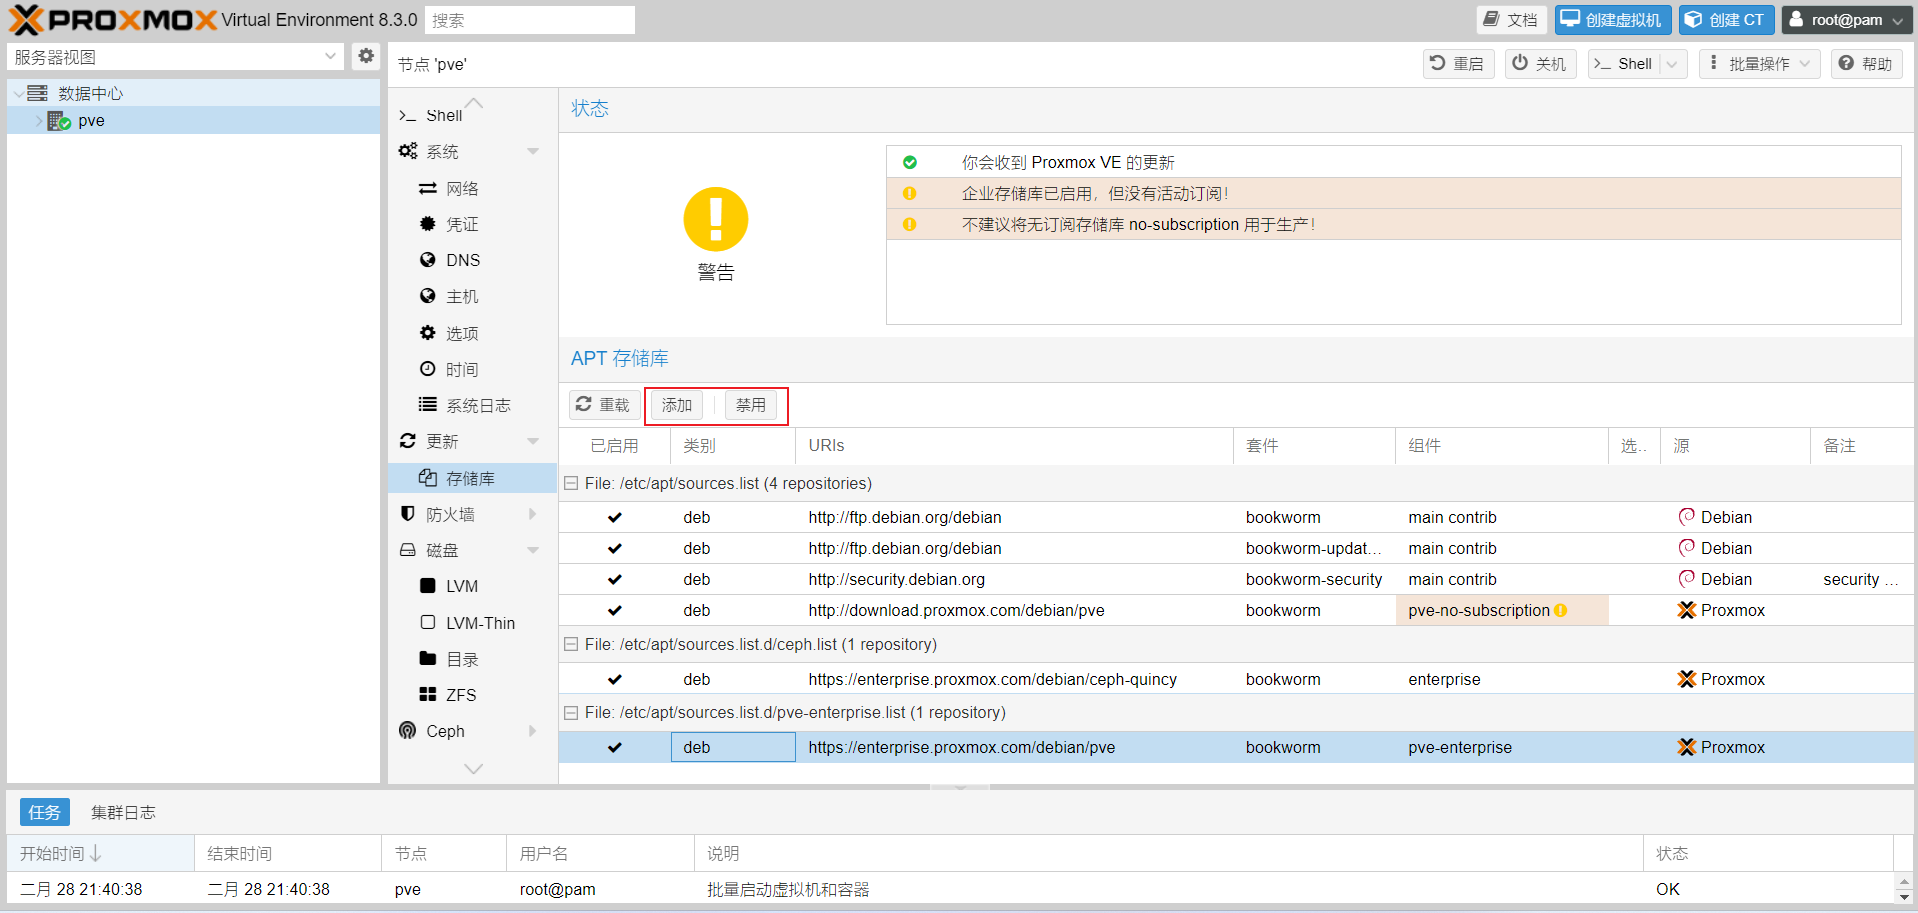 PROXMOX Virtual Environment 8.3.0 搜索 文档 创建虚拟机 创建 CT root@pam
服务器视图
数据中心
pve
节点 'pve' 重启 关机 >_ Shell 批量操作 帮助
>_ Shell
系统
网络
凭证
DNS
主机
选项
时间
系统日志
更新
存储库
防火墙
磁盘
LVM
LVM-Thin
目录
ZFS
Ceph
状态
警告
你会收到 Proxmox VE 的更新
企业存储库已启用，但没有活动订阅！
不建议将无订阅存储库 no-subscription 用于生产！
APT 存储库
重载 添加 禁用
已启用 类别 URIs 套件 组件 选.. 源 备注
File: /etc/apt/sources.list (4 repositories)
deb http://ftp.debian.org/debian bookworm main contrib Debian
deb http://ftp.debian.org/debian bookworm-updat… main contrib Debian
deb http://security.debian.org bookworm-security main contrib Debian security …
deb http://download.proxmox.com/debian/pve bookworm pve-no-subscription Proxmox
File: /etc/apt/sources.list.d/ceph.list (1 repository)
deb https://enterprise.proxmox.com/debian/ceph-quincy bookworm enterprise Proxmox
File: /etc/apt/sources.list.d/pve-enterprise.list (1 repository)
deb https://enterprise.proxmox.com/debian/pve bookworm pve-enterprise Proxmox
任务 集群日志
开始时间 结束时间 节点 用户名 说明 状态
二月 28 21:40:38 二月 28 21:40:38 pve root@pam 批量启动虚拟机和容器 OK